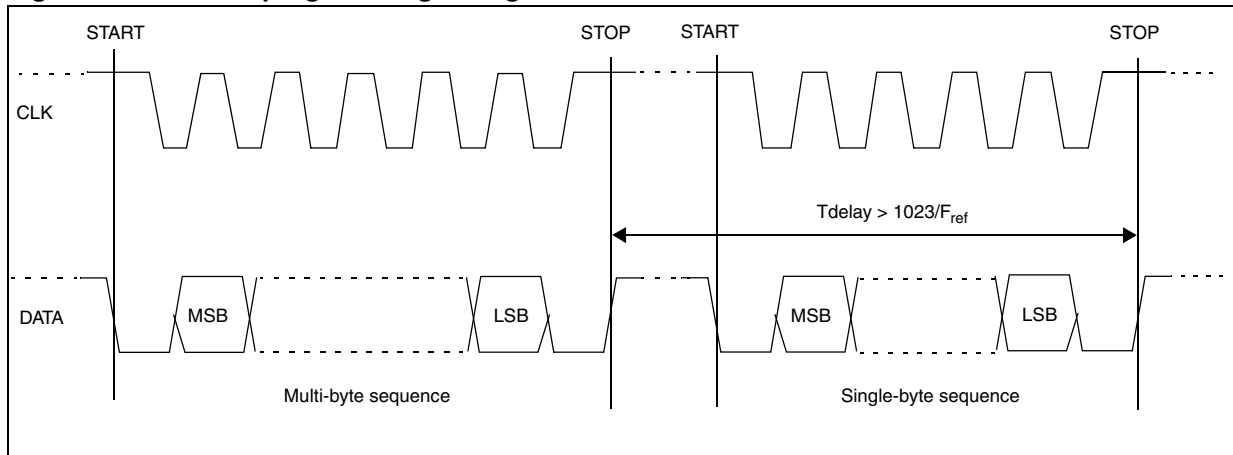 START STOP START STOP
CLK
Tdelay > 1023/Fref
DATA MSB LSB MSB LSB
Multi-byte sequence Single-byte sequence